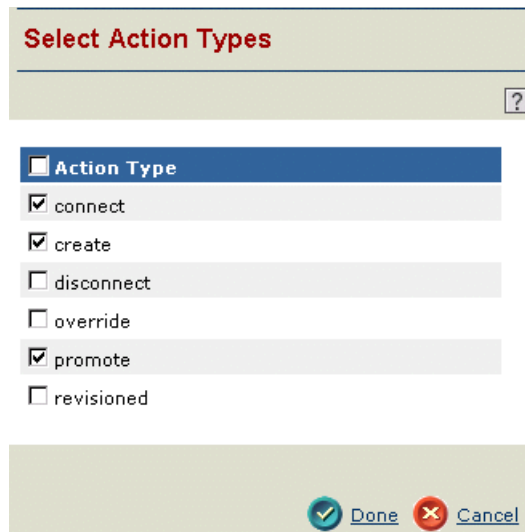 Select Action Types
?
Action Type
connect
create
disconnect
override
promote
revisioned
Done Cancel